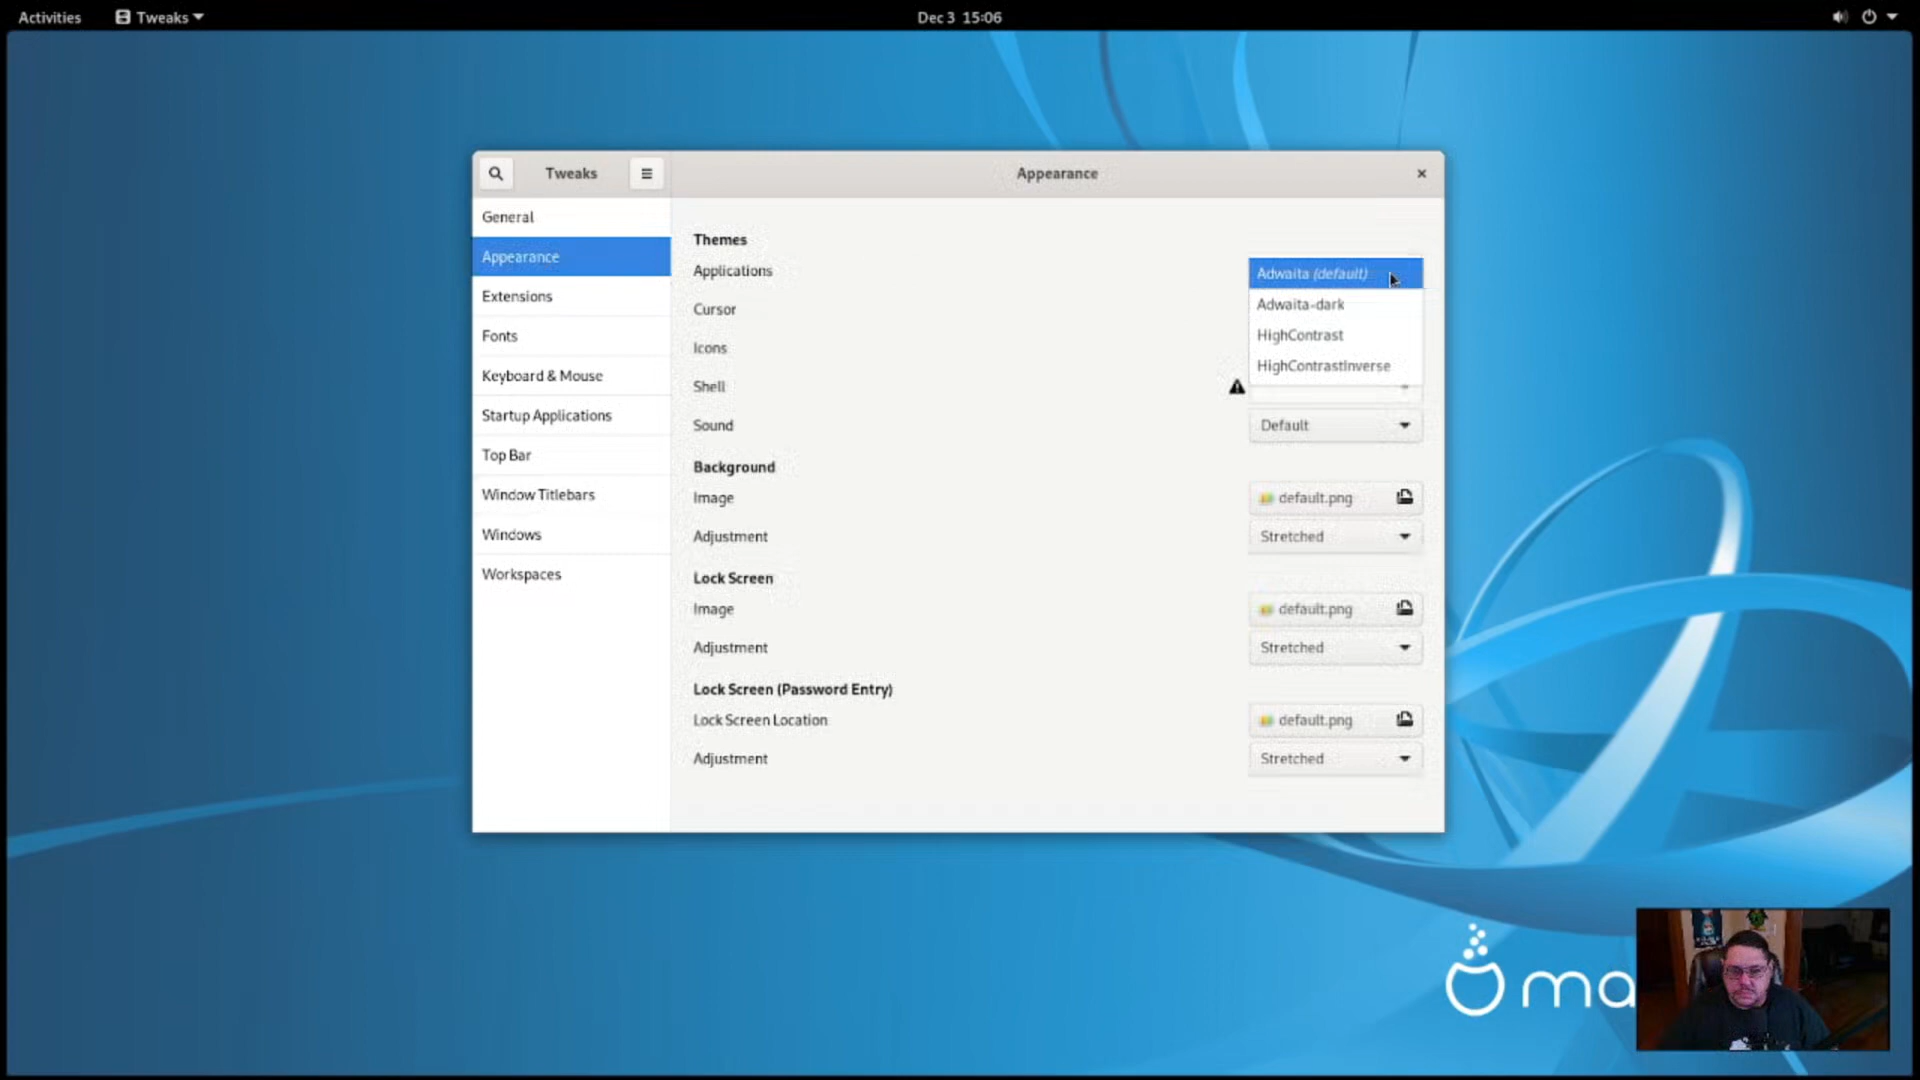 Activities Tweaks Dec 3 15:06
Tweaks Appearance
General
Appearance
Extensions
Fonts
Keyboard & Mouse
Startup Applications
Top Bar
Window Titlebars
Windows
Workspaces
Themes
Applications Adwaita (default)
Adwaita-dark
Cursor
HighContrast
Icons
HighContrastInverse
Shell
Sound Default
Background
Image default.png
Adjustment Stretched
Lock Screen
Image default.png
Adjustment Stretched
Lock Screen (Password Entry)
Lock Screen Location default.png
Adjustment Stretched
ma